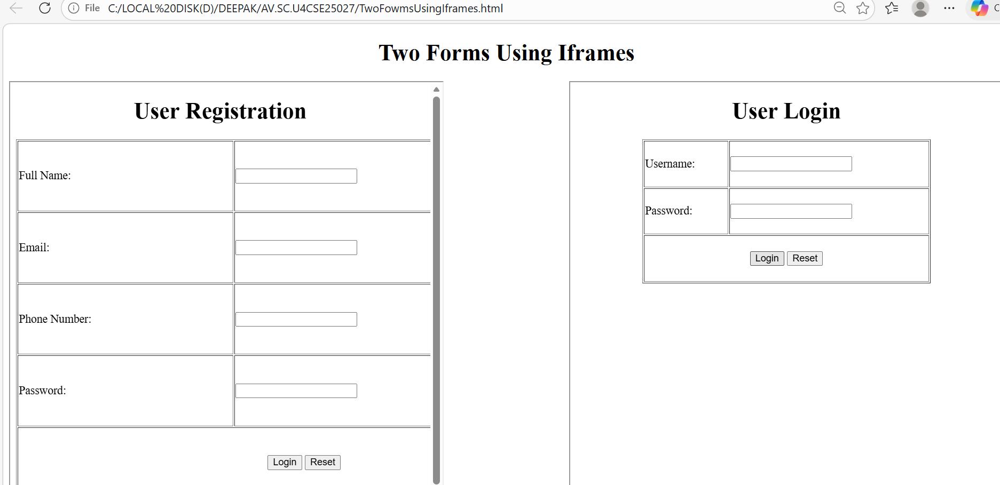 File C:/LOCAL%20DISK(D)/DEEPAK/AV.SC.U4CSE25027/TwoFowmsUsingIframes.html
Two Forms Using Iframes
User Registration
Full Name:
Email:
Phone Number:
Password:
Login Reset
User Login
Username:
Password:
Login Reset